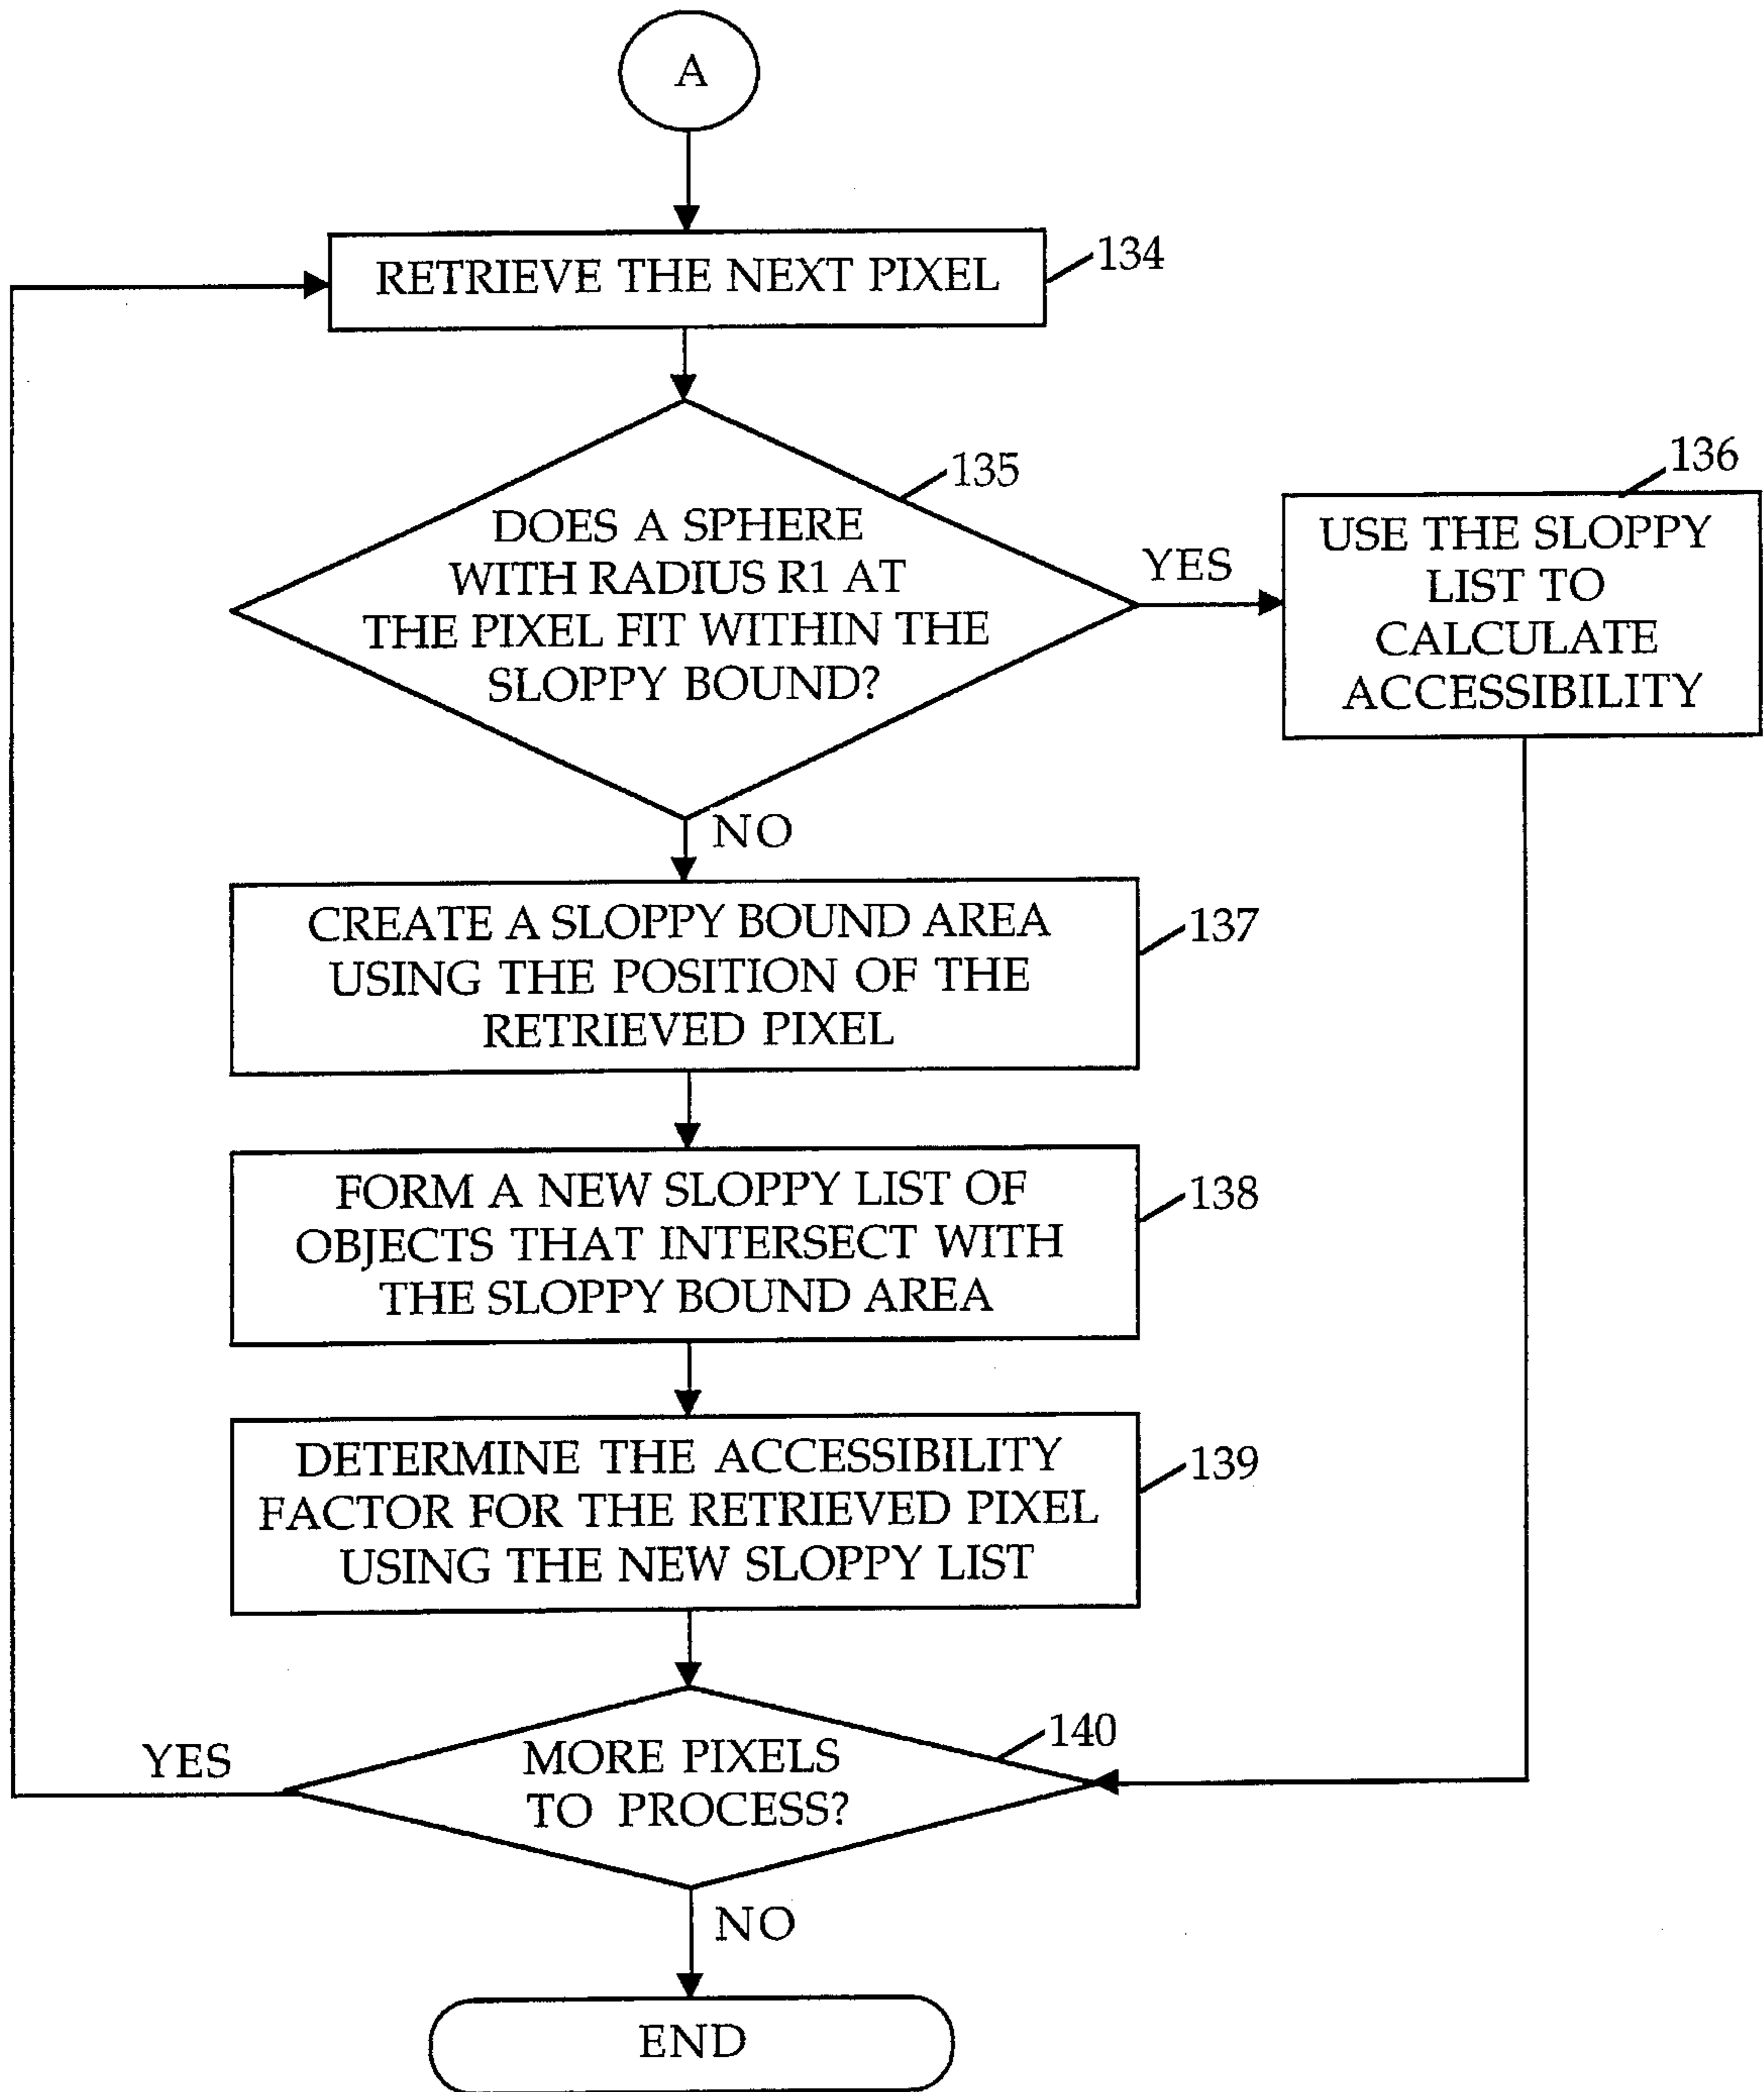 A
RETRIEVE THE NEXT PIXEL
134
135
DOES A SPHERE
WITH RADIUS R1 AT
THE PIXEL FIT WITHIN THE
SLOPPY BOUND?
YES
136
USE THE SLOPPY
LIST TO
CALCULATE
ACCESSIBILITY
NO
CREATE A SLOPPY BOUND AREA
USING THE POSITION OF THE
RETRIEVED PIXEL
137
FORM A NEW SLOPPY LIST OF
OBJECTS THAT INTERSECT WITH
THE SLOPPY BOUND AREA
138
DETERMINE THE ACCESSIBILITY
FACTOR FOR THE RETRIEVED PIXEL
USING THE NEW SLOPPY LIST
139
YES
MORE PIXELS
TO PROCESS?
140
NO
END